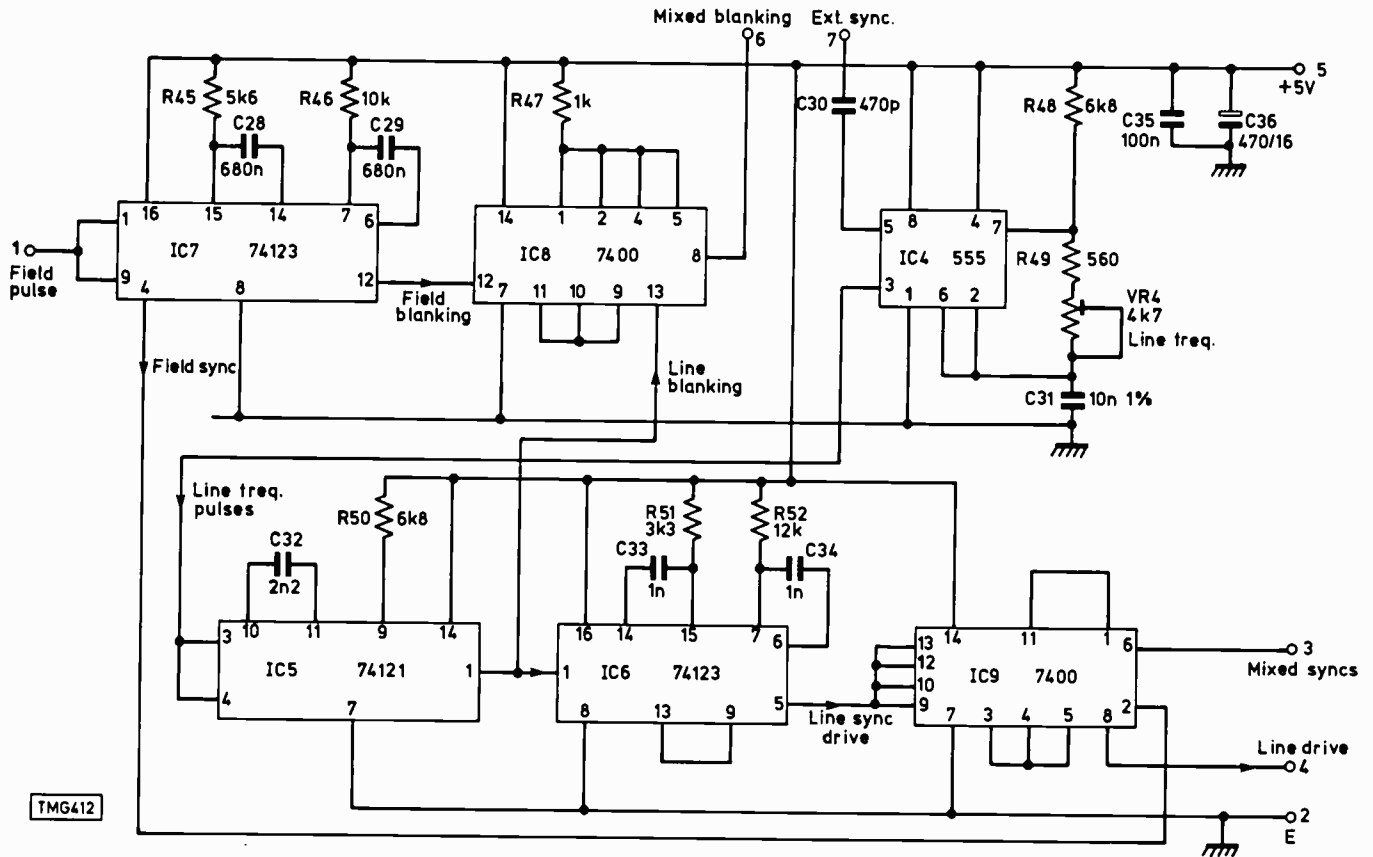 Mixed blanking
6
Ext. sync.
7
5
+5V
R45
5k6
C28
680n
R46
10k
C29
680n
R47
1k
C30
470p
R48
6k8
C35
100n
C36
470/16
1
Field
pulse
1
9
4
16
15
14
7
6
IC7
74123
8
12
Field
blanking
12
14
1
2
4
5
IC8
7400
8
7
11
10
9
13
5
8
4
7
IC4
555
3
1
6
2
R49
560
VR4
4k7
Line freq.
C31
10n 1%
Field sync
Line
blanking
Line freq.
pulses
R50
6k8
C32
2n2
R51
3k3
C33
1n
R52
12k
C34
1n
3
4
10
11
9
14
IC5
74121
1
7
1
16
14
15
7
6
IC6
74123
5
8
13
9
Line sync
drive
13
12
10
9
14
11
1
6
IC9
7400
2
7
3
4
5
8
3
Mixed syncs
Line drive
4
2
E
TMG412